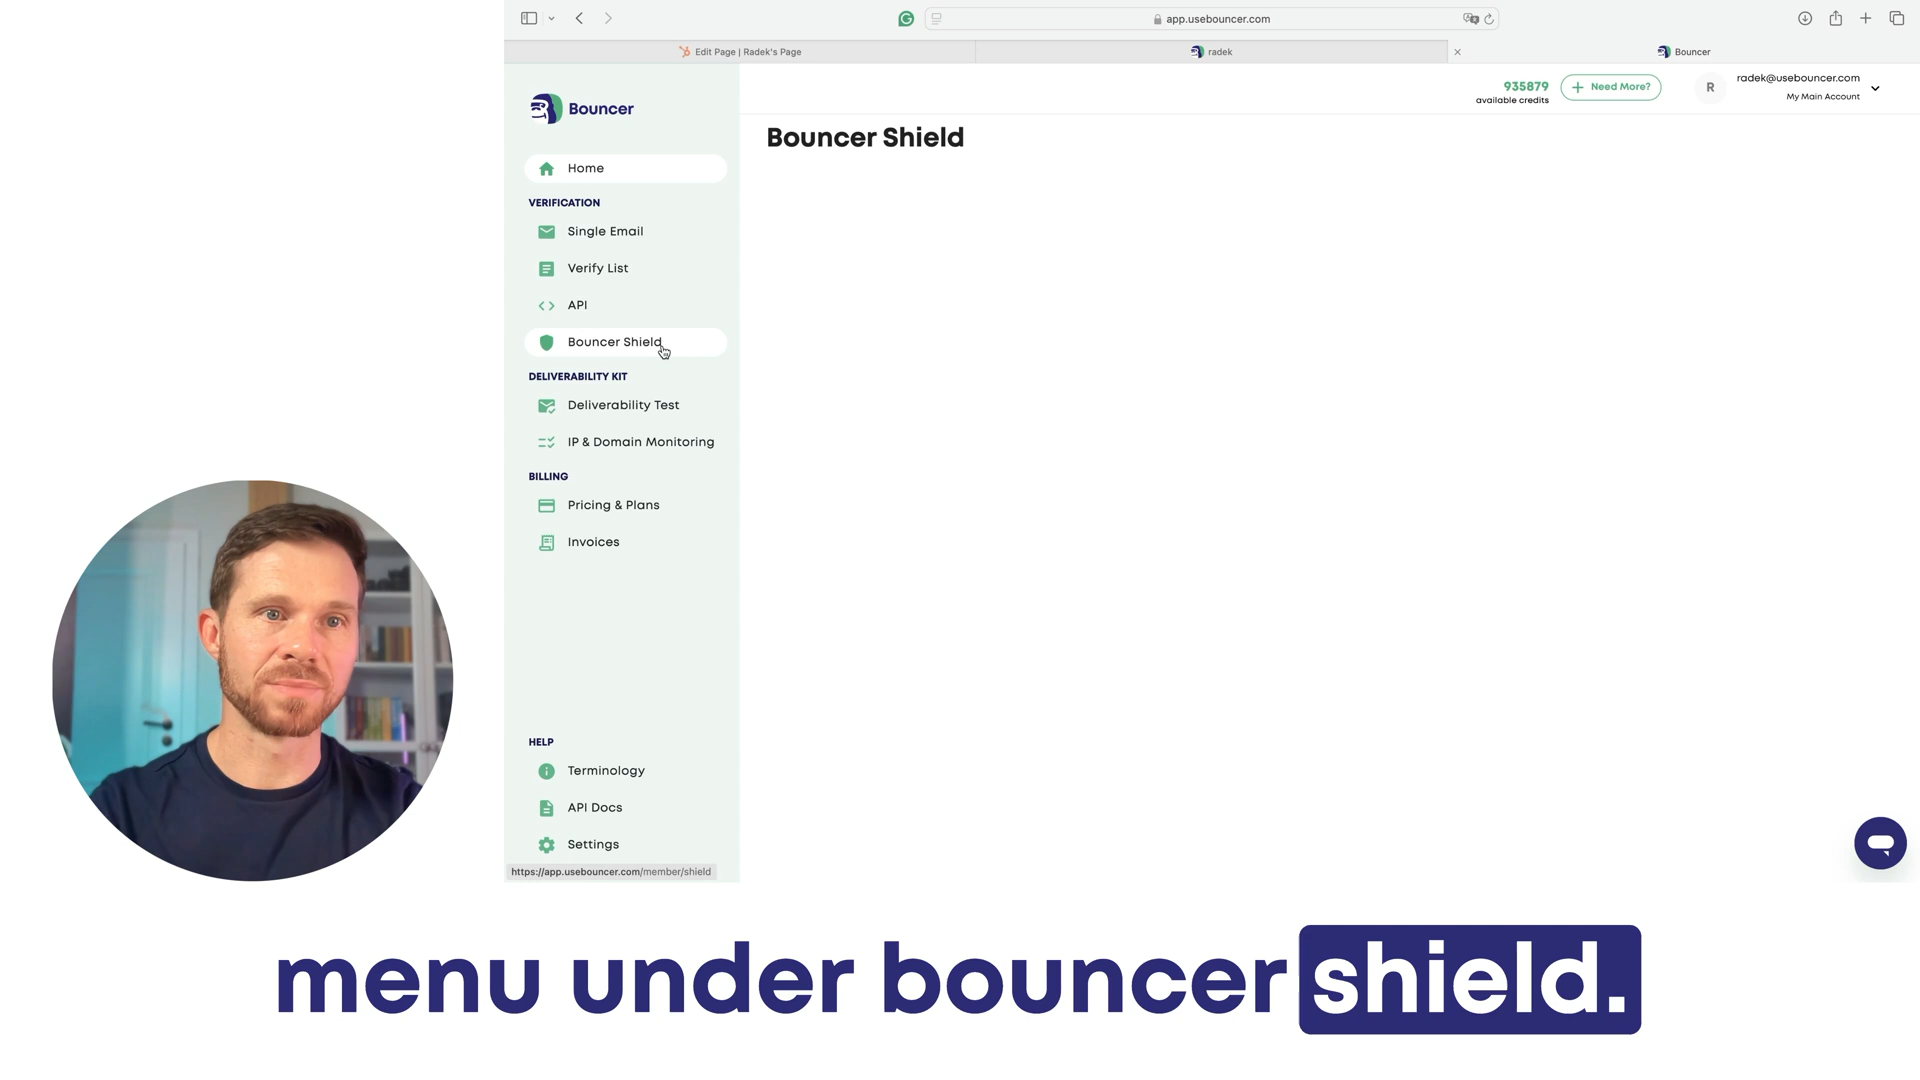 app.usebouncer.com
Edit Page | Radek's Page
radek
Bouncer
935879
available credits
Need More?
R
radek@usebouncer.com
My Main Account
Bouncer
Bouncer Shield
Home
VERIFICATION
Single Email
Verify List
API
Bouncer Shield
DELIVERABILITY KIT
Deliverability Test
IP & Domain Monitoring
BILLING
Pricing & Plans
Invoices
HELP
Terminology
API Docs
Settings
https://app.usebouncer.com/member/shield
menu under bouncer shield.